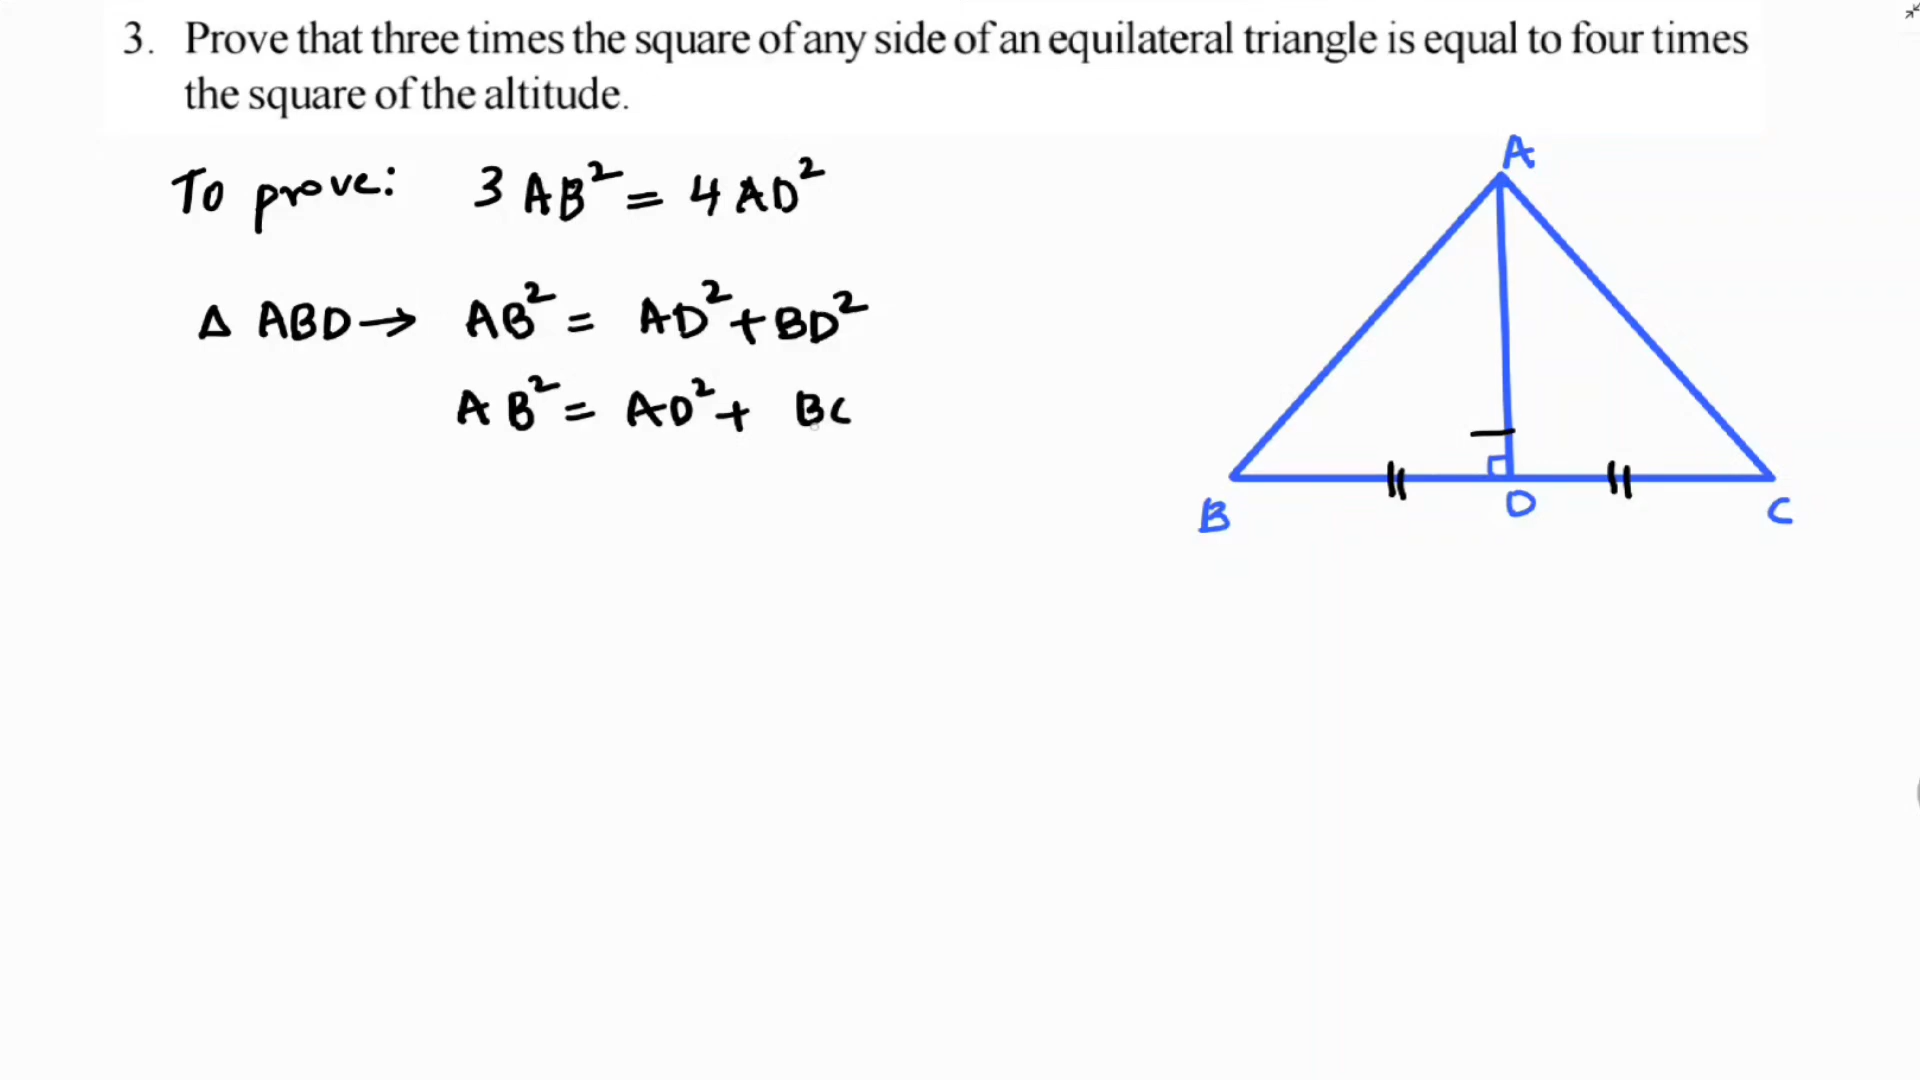 3. Prove that three times the square of any side of an equilateral triangle is equal to four times
the square of the altitude.
To prove: 3 AB² = 4 AD²
Δ ABD → AB² = AD² + BD²
AB² = AD² + BC
A
B
D
C